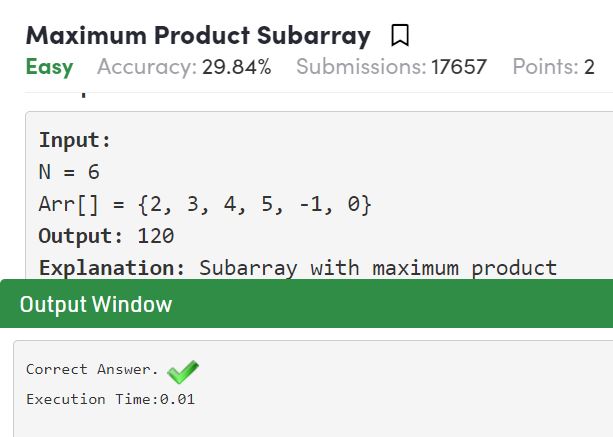 Maximum Product Subarray
Easy Accuracy: 29.84% Submissions: 17657 Points: 2
Input:
N = 6
Arr[] = {2, 3, 4, 5, -1, 0}
Output: 120
Explanation: Subarray with maximum product
Output Window
Correct Answer.
Execution Time:0.01